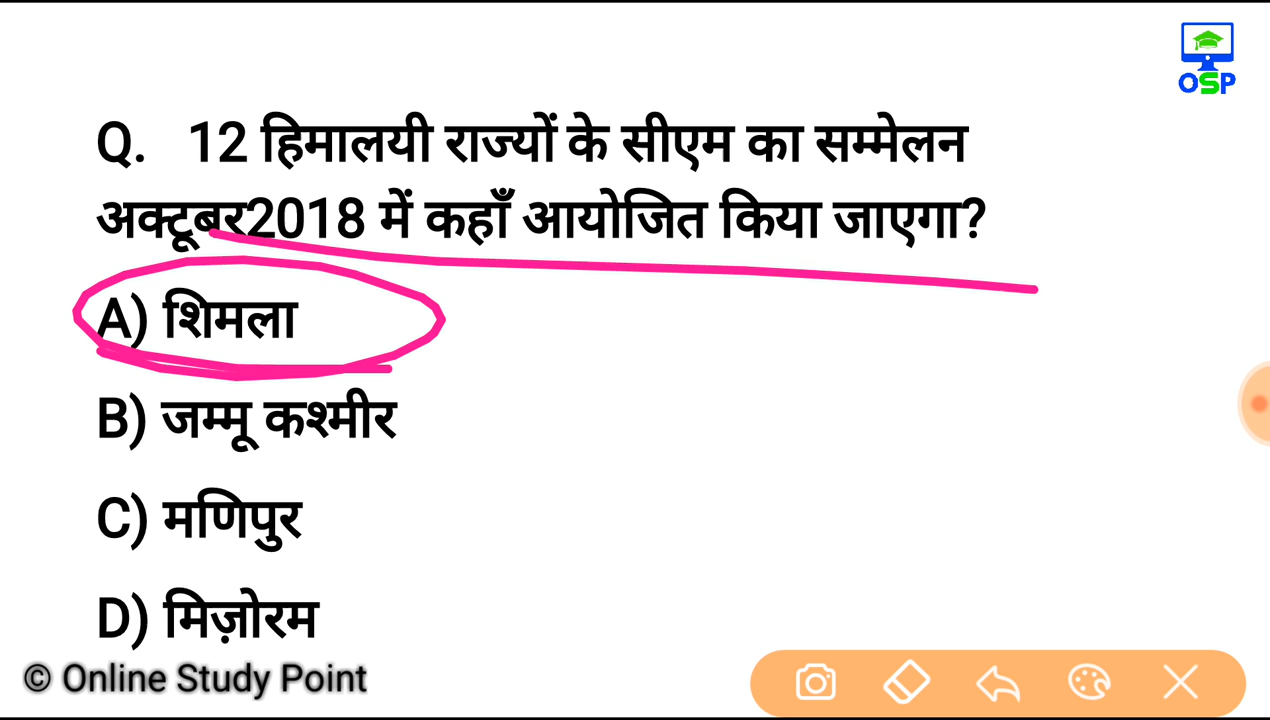 OSP
Q. 12 हिमालयी राज्यों के सीएम का सम्मेलन
अक्टूबर2018 में कहाँ आयोजित किया जाएगा?
A) शिमला
B) जम्मू कश्मीर
C) मणिपुर
D) मिज़ोरम
© Online Study Point